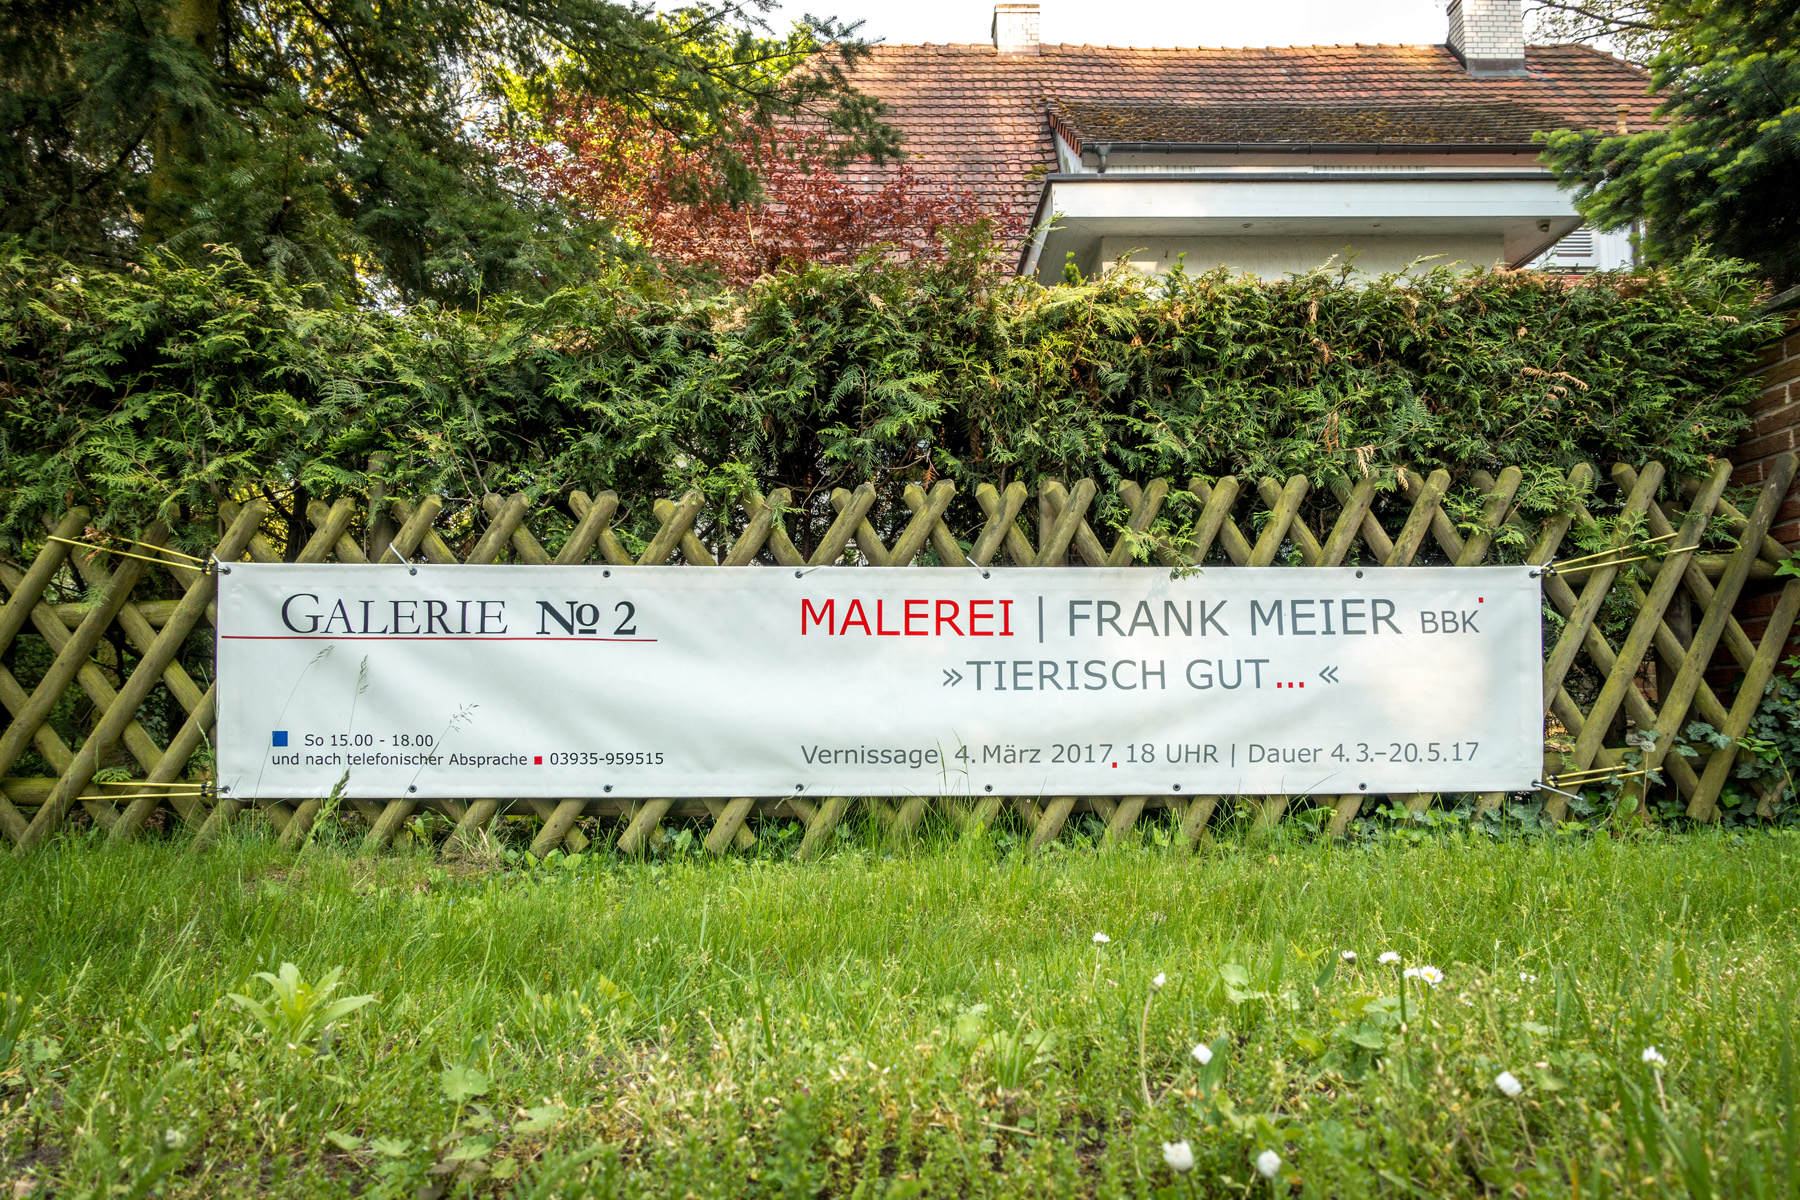 GALERIE No 2
So 15.00 - 18.00
und nach telefonischer Absprache ■ 03935-959515
MALEREI | FRANK MEIER BBK
»TIERISCH GUT... «
Vernissage 4. März 2017. 18 UHR | Dauer 4.3.–20.5.17